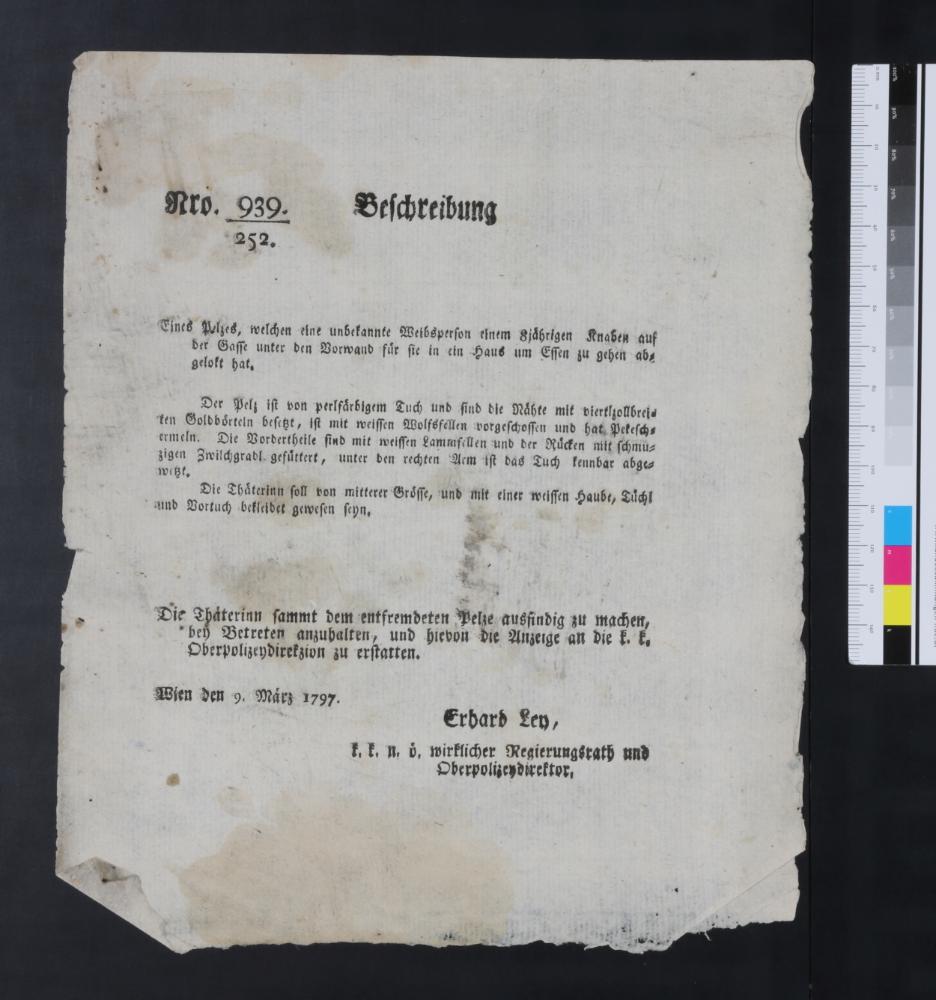 Nro. 939. Beschreibung
252.
Eines Pelzes, welchen eine unbekannte Weibsperson einem 8jährigen Knaben auf
der Gasse unter den Vorwand für sie in ein Haus um Essen zu gehen ab=
gelokt hat.
Der Pelz ist von perlfärbigem Tuch und sind die Nähte mit viertlzollbrei=
ten Goldbörteln besetzt, ist mit weissen Wolfsfellen vorgeschossen und hat Pekesch=
ermeln. Die Vordertheile sind mit weissen Lammfellen und der Rücken mit schmu=
zigen Zwilchgradl gefüttert, unter den rechten Arm ist das Tuch kennbar abge=
wetzt.
Die Thäterinn soll von mitterer Grösse, und mit einer weissen Haube, Tüchl
und Vortuch bekleidet gewesen seyn.
Die Thäterinn sammt dem entfremdeten Pelze ausfindig zu machen,
bey Betreten anzuhalten, und hievon die Anzeige an die k. k.
Oberpolizeydirekzion zu erstatten.
Wien den 9. März 1797.
Erhard Ley,
k. k. n. ö. wirklicher Regierungsrath und
Oberpolizeydirektor.